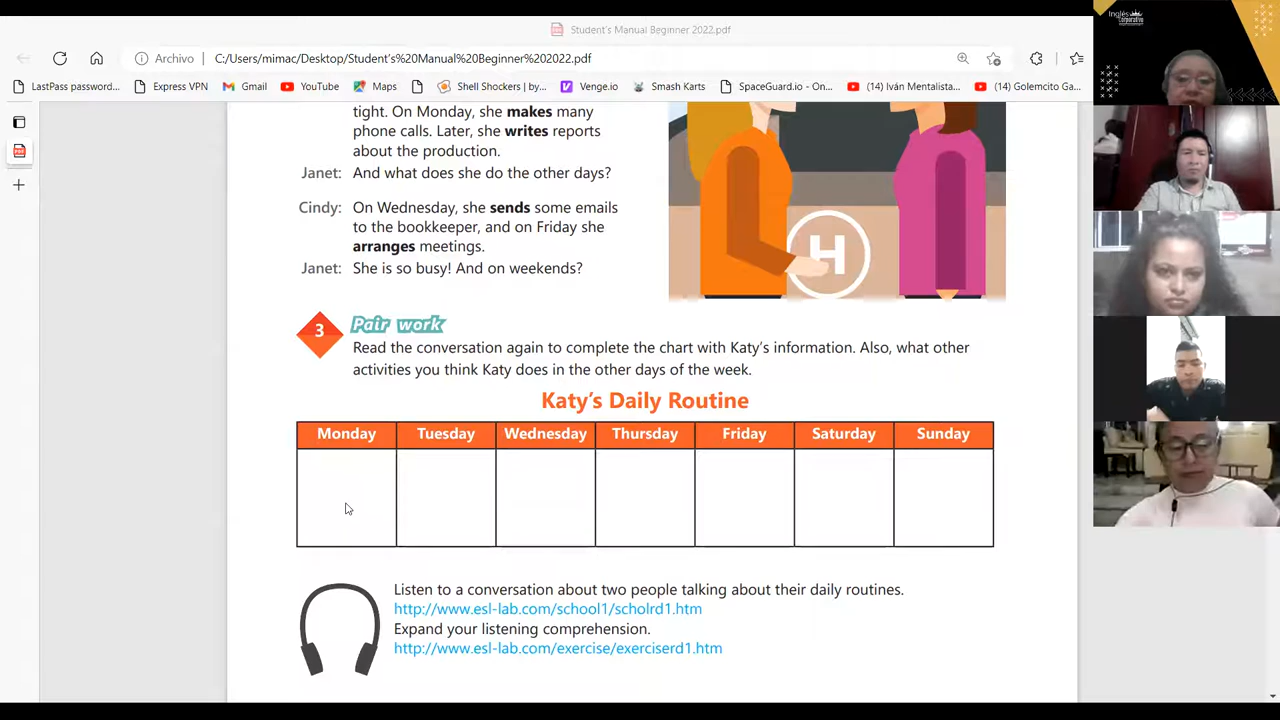 Student's Manual Beginner 2022.pdf
Archivo C:/Users/mimac/Desktop/Student's%20Manual%20Beginner%202022.pdf
LastPass password... Express VPN Gmail YouTube Maps Shell Shockers | by... Venge.io Smash Karts SpaceGuard.io - On... (14) Iván Mentalista... (14) Golemcito Ga...
tight. On Monday, she makes many
phone calls. Later, she writes reports
about the production.
Janet: And what does she do the other days?
Cindy: On Wednesday, she sends some emails
to the bookkeeper, and on Friday she
arranges meetings.
Janet: She is so busy! And on weekends?
H
3 Pair work
Read the conversation again to complete the chart with Katy's information. Also, what other
activities you think Katy does in the other days of the week.
Katy's Daily Routine
Monday Tuesday Wednesday Thursday Friday Saturday Sunday
Listen to a conversation about two people talking about their daily routines.
http://www.esl-lab.com/school1/scholrd1.htm
Expand your listening comprehension.
http://www.esl-lab.com/exercise/exerciserd1.htm
Inglés
Corporativo